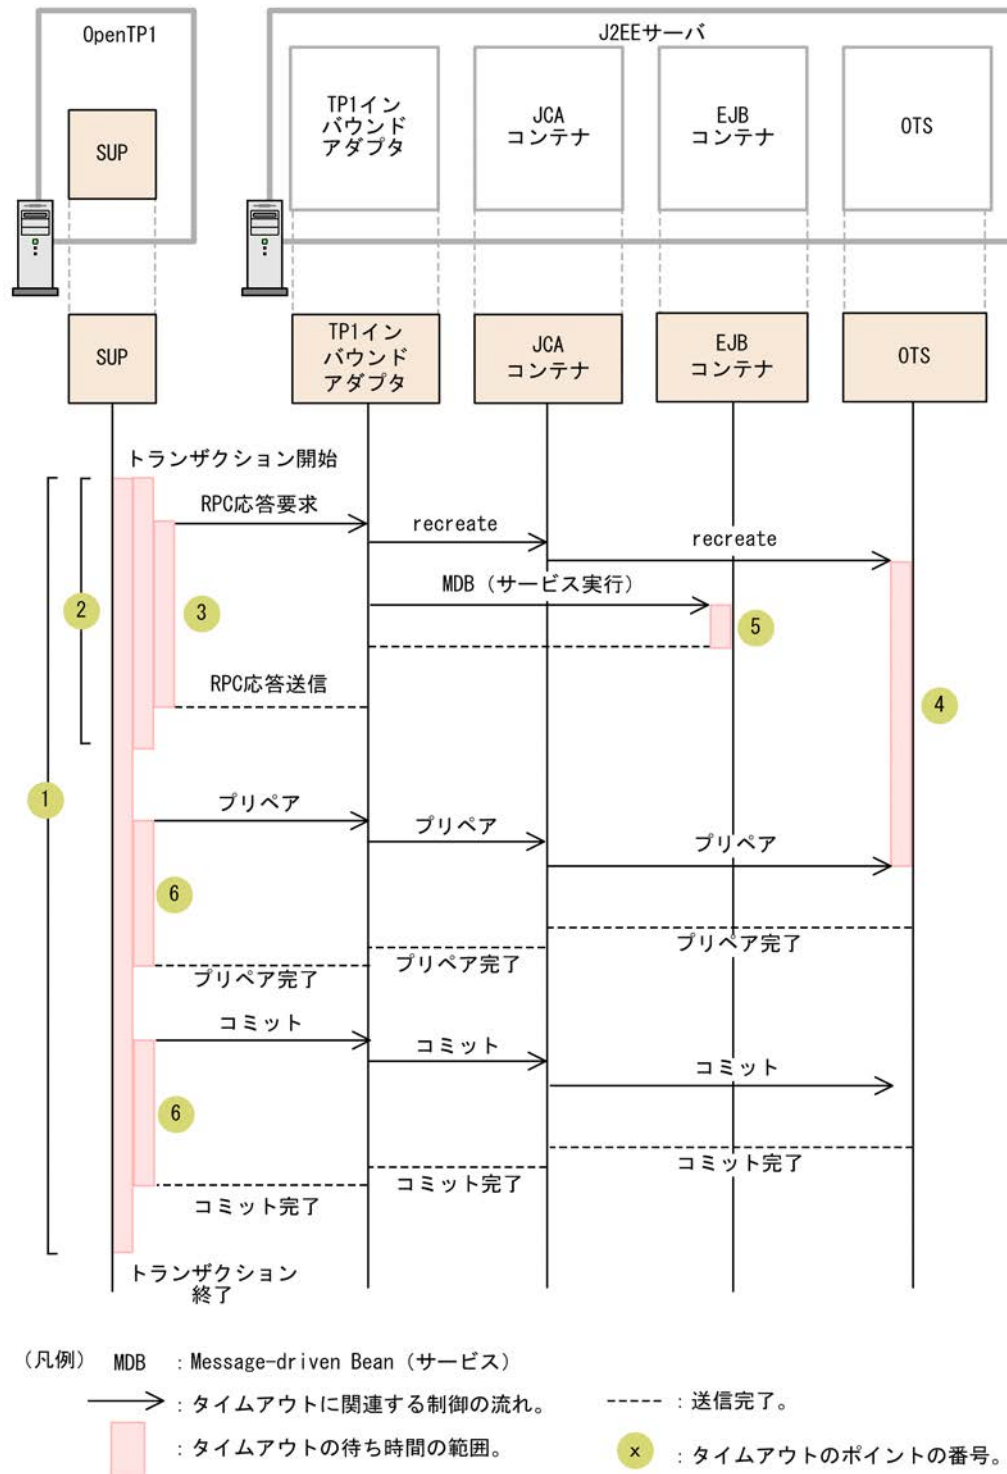 OpenTP1
J2EEサーバ
SUP
TP1イン
バウンド
アダプタ
JCA
コンテナ
EJB
コンテナ
OTS
SUP
TP1イン
バウンド
アダプタ
JCA
コンテナ
EJB
コンテナ
OTS
トランザクション開始
RPC応答要求
recreate
recreate
MDB（サービス実行）
2
3
5
RPC応答送信
4
1
プリペア
プリペア
プリペア
6
プリペア完了
プリペア完了
プリペア完了
コミット
コミット
コミット
6
コミット完了
コミット完了
コミット完了
トランザクション
終了
（凡例） MDB ：Message-driven Bean（サービス）
：タイムアウトに関連する制御の流れ。
：送信完了。
：タイムアウトの待ち時間の範囲。
x ：タイムアウトのポイントの番号。